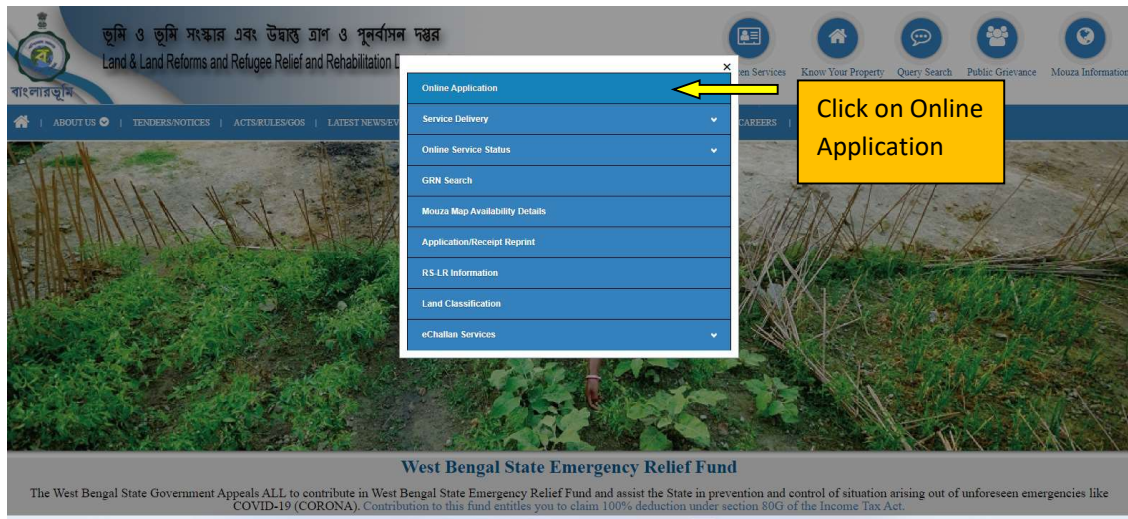 ভূমি ও ভূমি সংস্কার এবং উদ্বাস্তু ত্রাণ ও পুনর্বাসন দপ্তর
Land & Land Reforms and Refugee Relief and Rehabilitation
বাংলারভূমি
Services
Know Your Property
Query Search
Public Grievance
Mouza Information
ABOUT US | TENDERS/NOTICES | ACTS/RULES/GOS | LATEST NEWS/EV
CAREERS |
×
Online Application
Service Delivery
Online Service Status
GRN Search
Mouza Map Availability Details
Application/Receipt Reprint
RS-LR Information
Land Classification
eChallan Services
Click on Online
Application
West Bengal State Emergency Relief Fund
The West Bengal State Government Appeals ALL to contribute in West Bengal State Emergency Relief Fund and assist the State in prevention and control of situation arising out of unforeseen emergencies like
COVID-19 (CORONA). Contribution to this fund entitles you to claim 100% deduction under section 80G of the Income Tax Act.